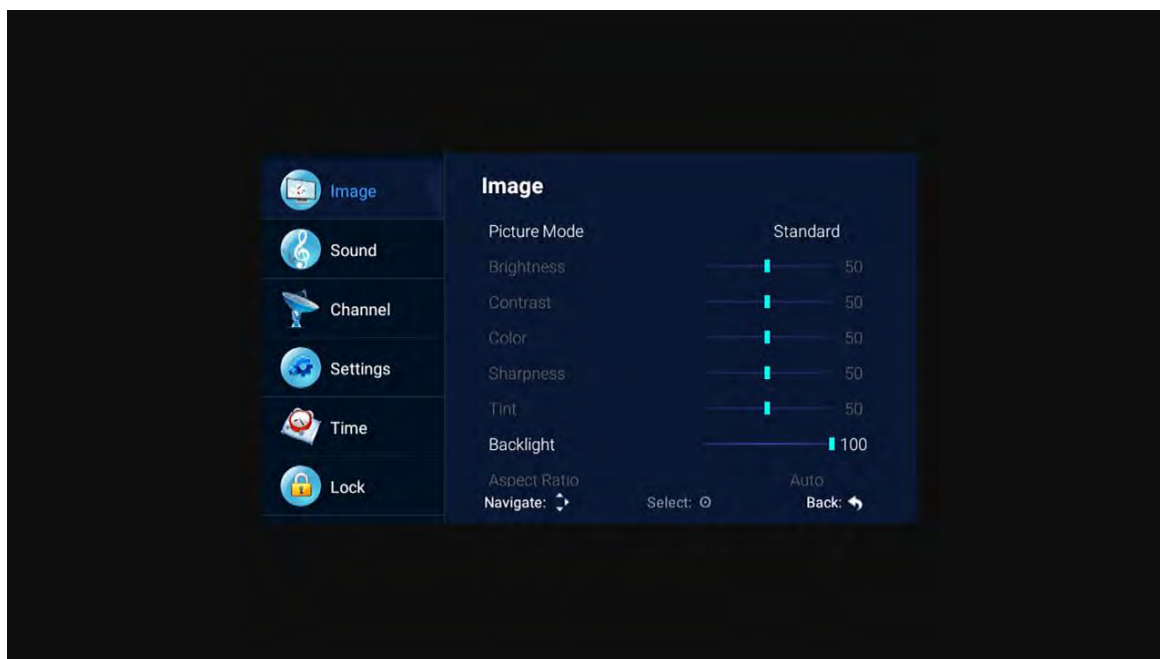 Image
Sound
Channel
Settings
Time
Lock
Image
Picture Mode Standard
Brightness 50
Contrast 50
Color 50
Sharpness 50
Tint 50
Backlight 100
Aspect Ratio Auto
Navigate: Select: Back: